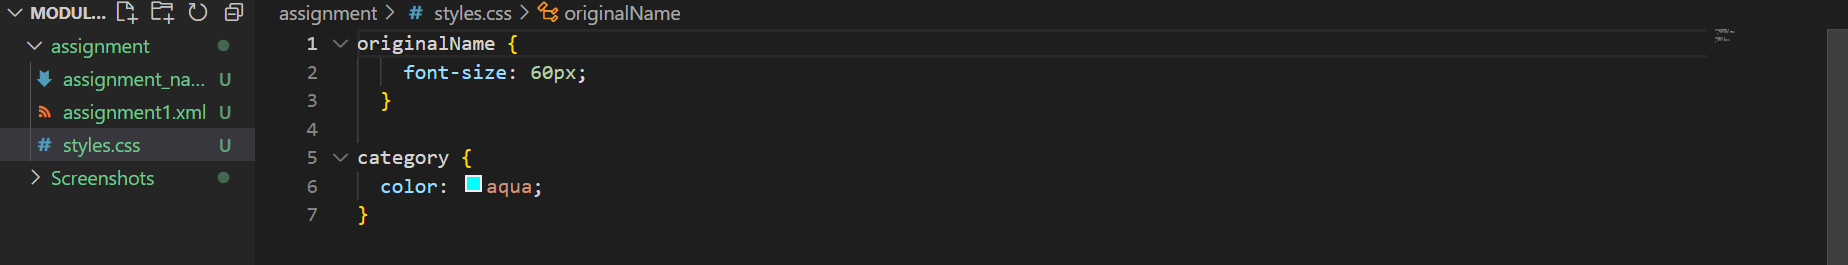 MODUL...
assignment
assignment_na... U
assignment1.xml U
# styles.css U
Screenshots
assignment > # styles.css > originalName
1 originalName {
2 font-size: 60px;
3 }
4
5 category {
6 color: aqua;
7 }